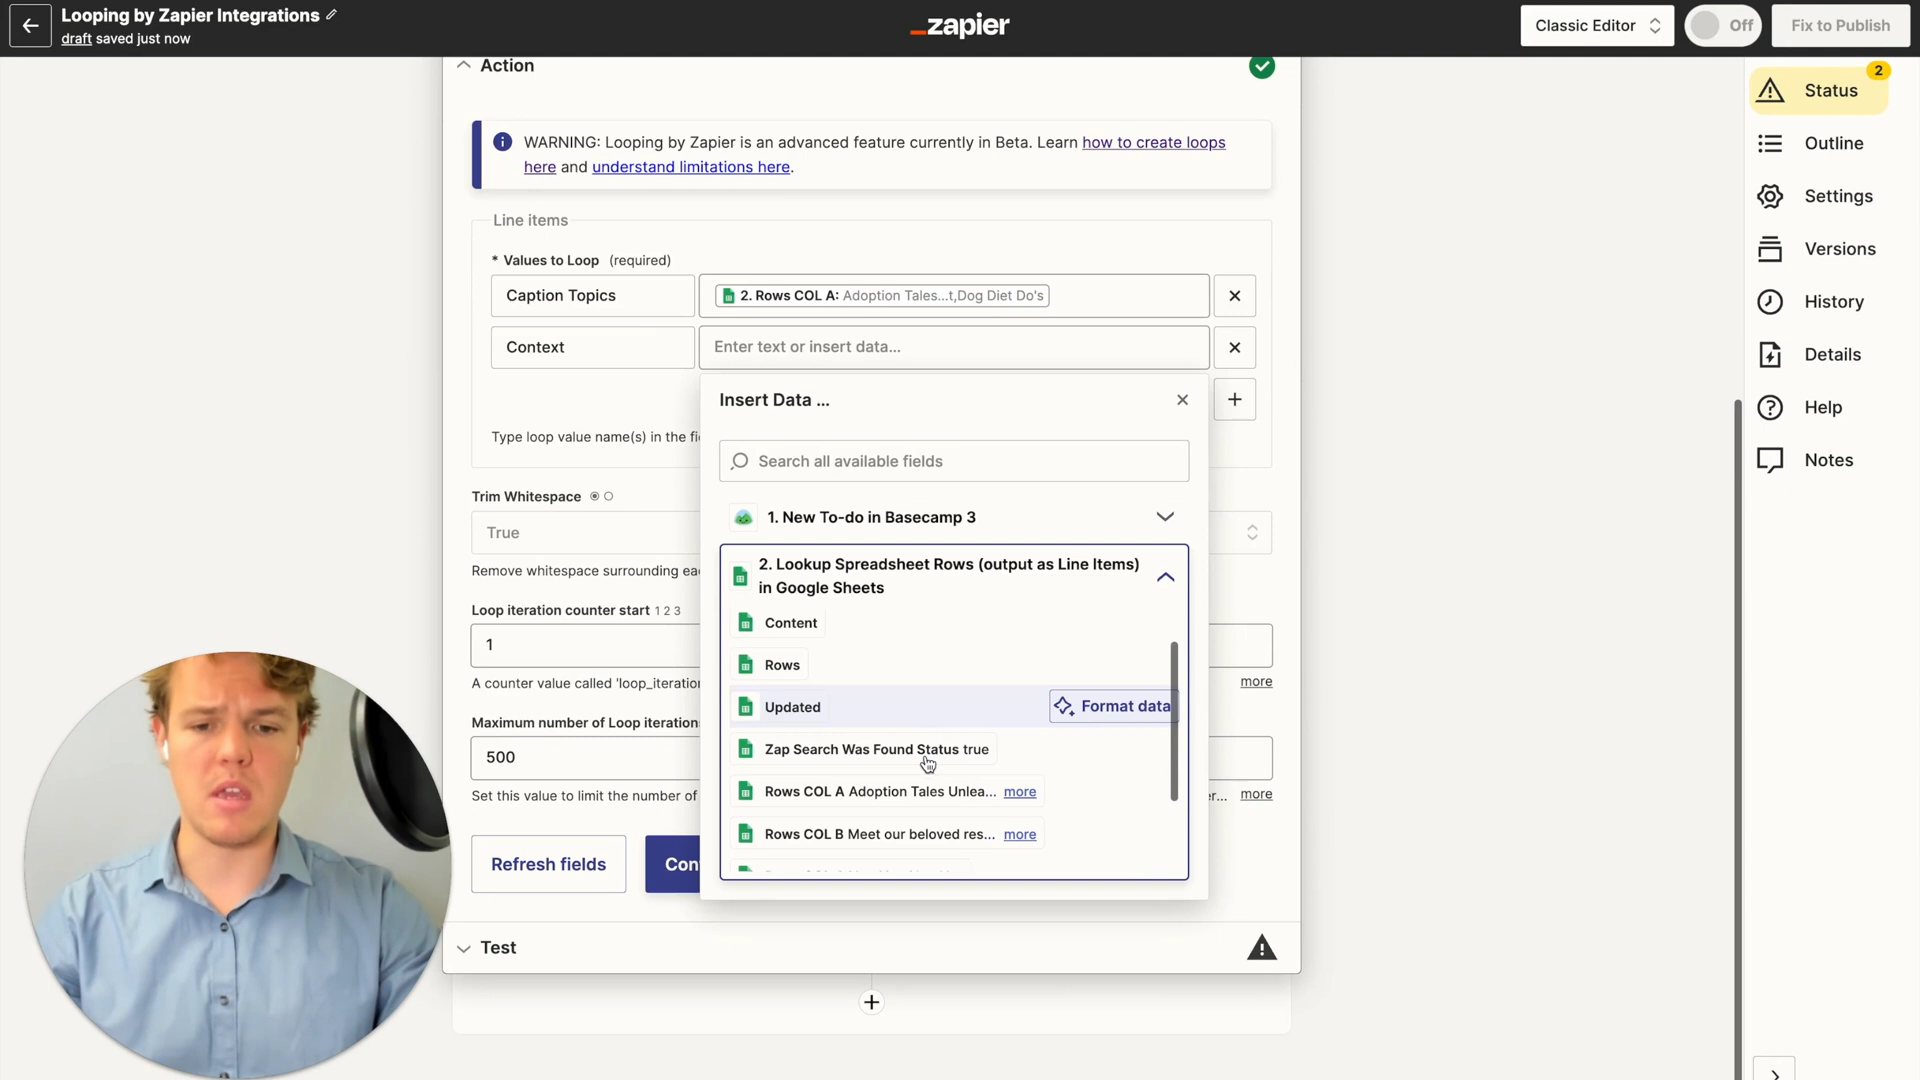 Looping by Zapier Integrations
draft saved just now
zapier
Classic Editor
Off
Fix to Publish
Action
WARNING: Looping by Zapier is an advanced feature currently in Beta. Learn how to create loops
here and understand limitations here.
Line items
* Values to Loop (required)
Caption Topics
2. Rows COL A: Adoption Tales...t,Dog Diet Do's
Context
Enter text or insert data...
Insert Data ...
Type loop value name(s) in the
Search all available fields
1. New To-do in Basecamp 3
2. Lookup Spreadsheet Rows (output as Line Items)
in Google Sheets
Content
Rows
Updated
Format data
Zap Search Was Found Status true
Rows COL A Adoption Tales Unlea... more
Rows COL B Meet our beloved res... more
Trim Whitespace
True
Remove whitespace surrounding
Loop iteration counter start 1 2 3
1
A counter value called
more
Maximum number of Loop
500
Set this value to limit the number of
more
Refresh fields
Test
2
Status
Outline
Settings
Versions
History
Details
Help
Notes